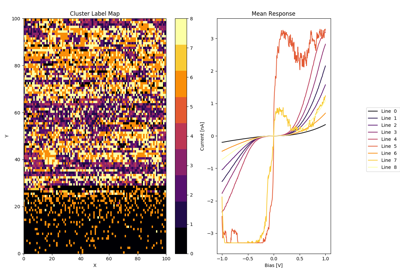 Cluster Label Map
Mean Response
100
80
60
40
20
0
y
0
20
40
60
80
100
x
8
7
6
5
4
3
2
1
0
Current [nA]
3
2
1
0
−1
−2
−3
−1.0
−0.5
0.0
0.5
1.0
Bias [V]
Line 0
Line 1
Line 2
Line 3
Line 4
Line 5
Line 6
Line 7
Line 8